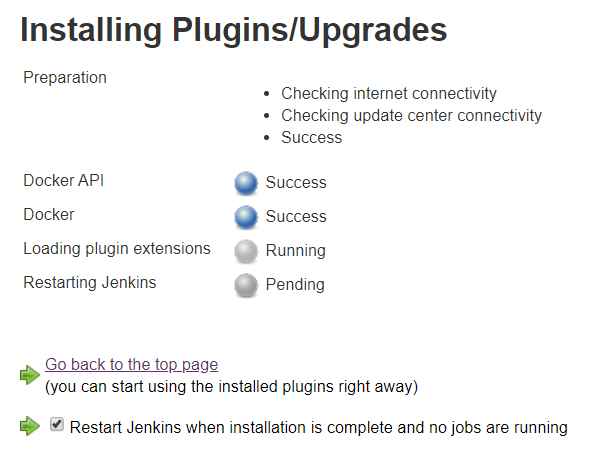 Installing Plugins/Upgrades
Preparation
Checking internet connectivity
Checking update center connectivity
Success
Docker API Success
Docker Success
Loading plugin extensions Running
Restarting Jenkins Pending
Go back to the top page
(you can start using the installed plugins right away)
Restart Jenkins when installation is complete and no jobs are running